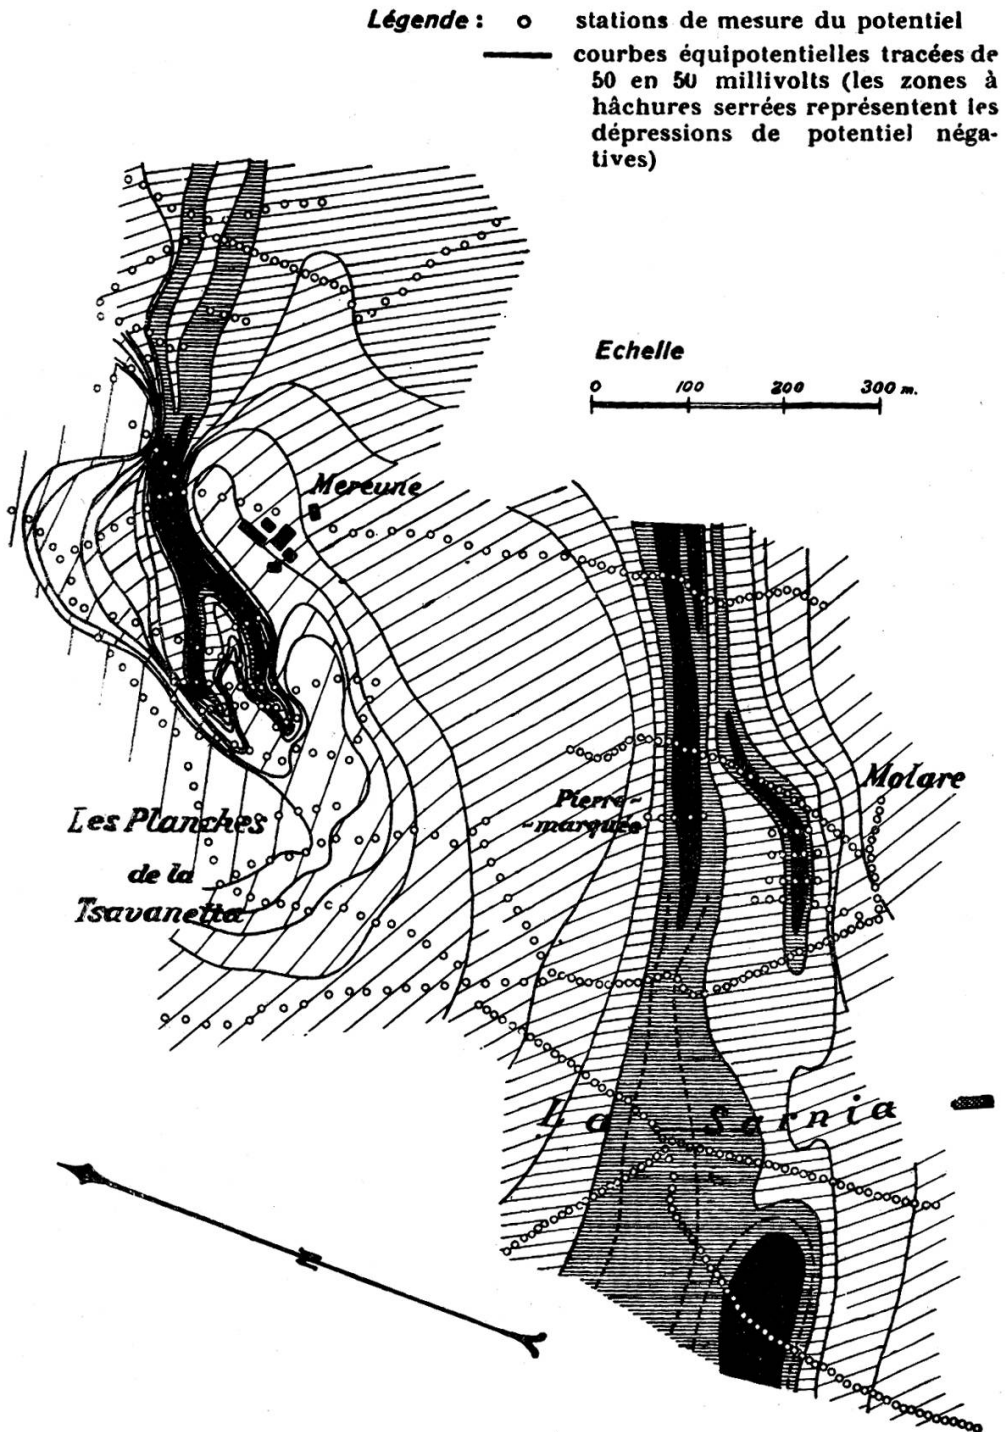 Légende : o stations de mesure du potentiel
courbes équipotentielles tracées de
50 en 50 millivolts (les zones à
hâchures serrées représentent les
dépressions de potentiel néga-
tives)
Echelle
0 100 200 300 m.
Mereune
Molare
Pierre-
-marquée
Les Planches
de la
Tsavanetta
La Sarnia
N